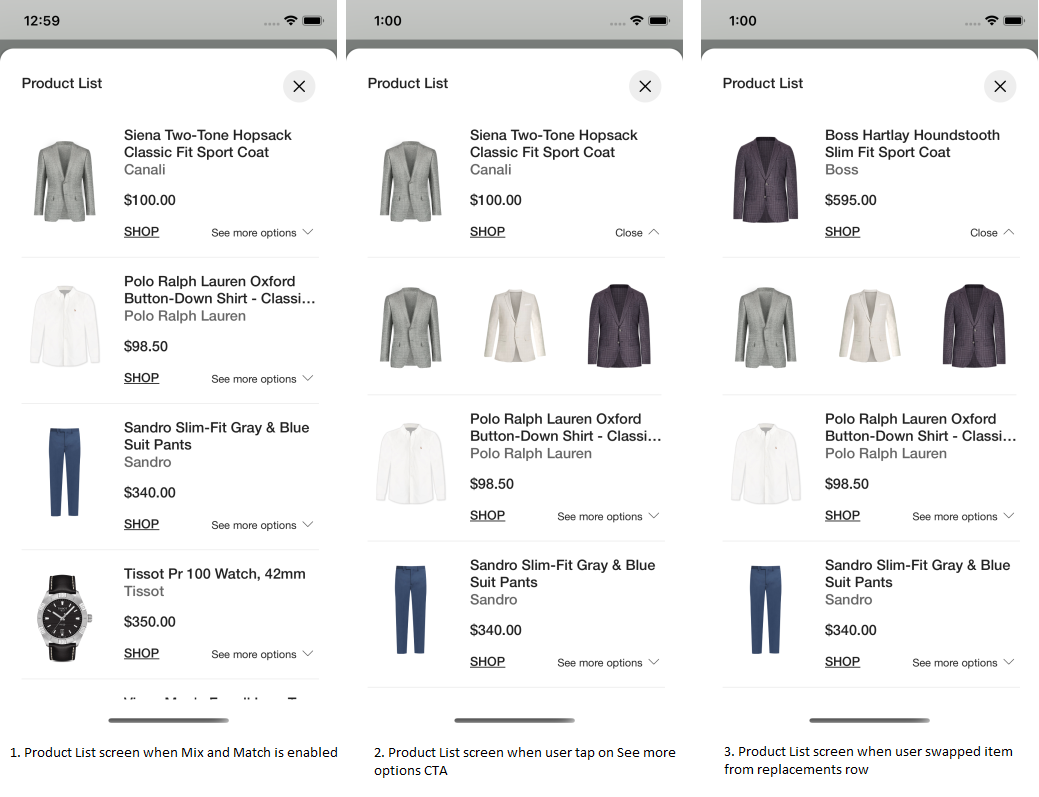 12:59
Product List
Siena Two-Tone Hopsack
Classic Fit Sport Coat
Canali
$100.00
SHOP
See more options
Polo Ralph Lauren Oxford
Button-Down Shirt - Classi...
Polo Ralph Lauren
$98.50
SHOP
See more options
Sandro Slim-Fit Gray & Blue
Suit Pants
Sandro
$340.00
SHOP
See more options
Tissot Pr 100 Watch, 42mm
Tissot
$350.00
SHOP
See more options
1. Product List screen when Mix and Match is enabled
1:00
Product List
Siena Two-Tone Hopsack
Classic Fit Sport Coat
Canali
$100.00
SHOP
Close
Polo Ralph Lauren Oxford
Button-Down Shirt - Classi...
Polo Ralph Lauren
$98.50
SHOP
See more options
Sandro Slim-Fit Gray & Blue
Suit Pants
Sandro
$340.00
SHOP
See more options
2. Product List screen when user tap on See more
options CTA
1:00
Product List
Boss Hartlay Houndstooth
Slim Fit Sport Coat
Boss
$595.00
SHOP
Close
Polo Ralph Lauren Oxford
Button-Down Shirt - Classi...
Polo Ralph Lauren
$98.50
SHOP
See more options
Sandro Slim-Fit Gray & Blue
Suit Pants
Sandro
$340.00
SHOP
See more options
3. Product List screen when user swapped item
from replacements row